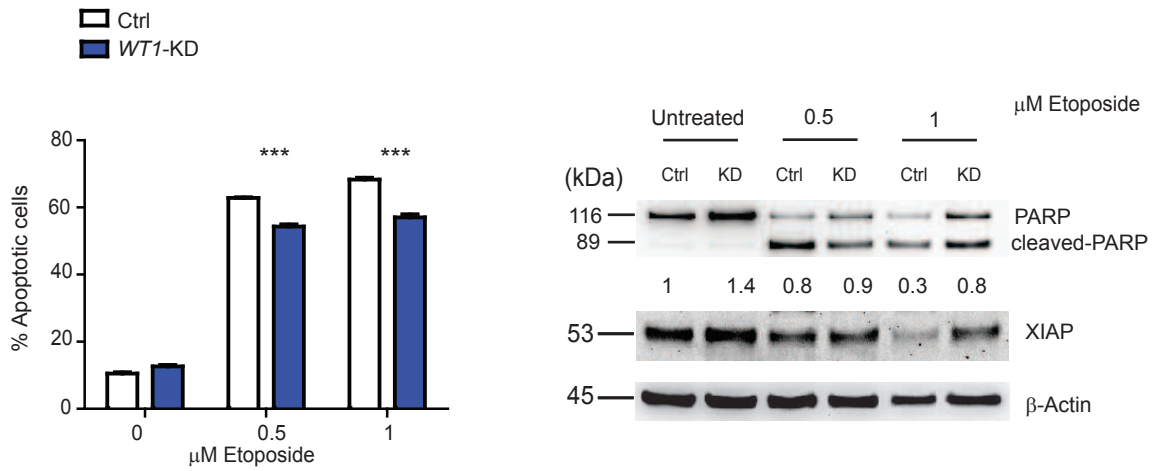 Ctrl
WT1-KD
% Apoptotic cells
80
60
40
20
0
*** ***
0 0.5 1
μM Etoposide
μM Etoposide
Untreated 0.5 1
(kDa) Ctrl KD Ctrl KD Ctrl KD
116 PARP
89 cleaved-PARP
1 1.4 0.8 0.9 0.3 0.8
53 XIAP
45 β-Actin